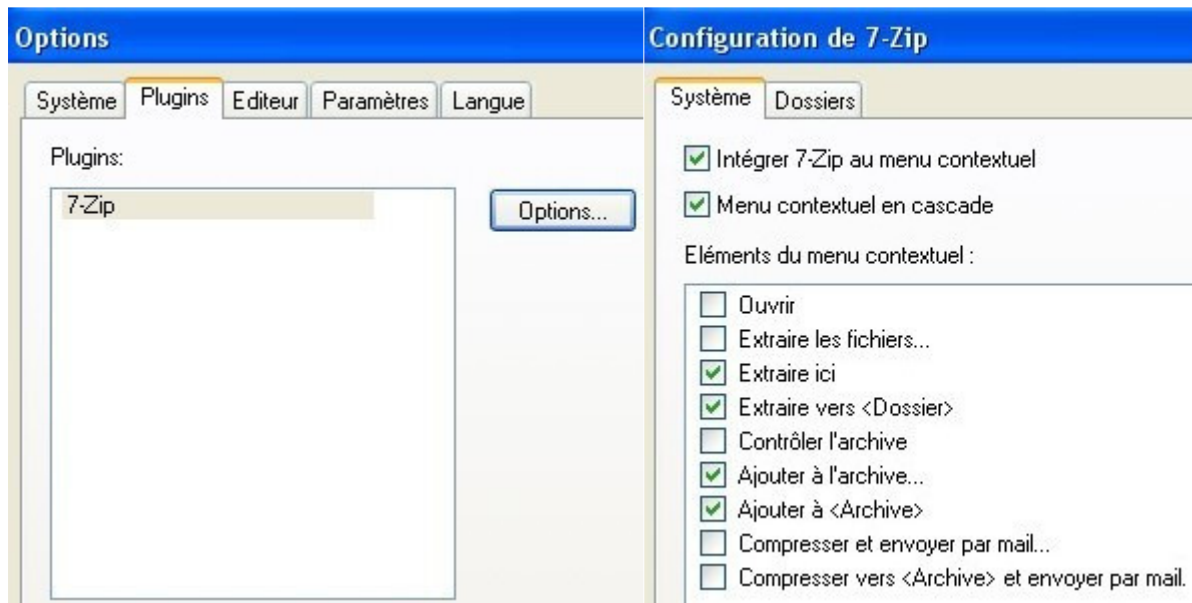 Options
Système
Plugins
Editeur
Paramètres
Langue
Plugins:
7-Zip
Options...
Configuration de 7-Zip
Système
Dossiers
Intégrer 7-Zip au menu contextuel
Menu contextuel en cascade
Eléments du menu contextuel :
Ouvrir
Extraire les fichiers...
Extraire ici
Extraire vers <Dossier>
Contrôler l'archive
Ajouter à l'archive...
Ajouter à <Archive>
Compresser et envoyer par mail...
Compresser vers <Archive> et envoyer par mail.